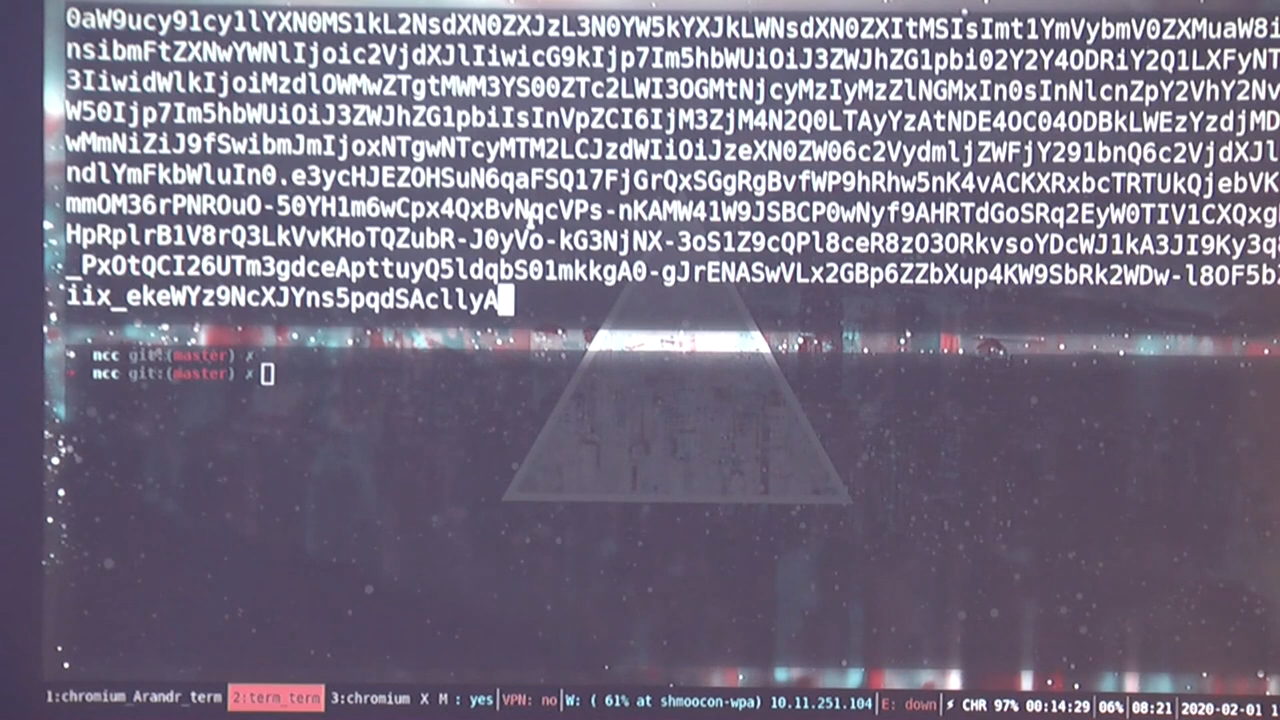 0aW9ucy91cy1lYXN0MS1kL2NsdXN0ZXJzL3N0YW5kYXJkLWNsdXN0ZXItMSIsImt1YmVybmV0ZXMuaW8i
nsibmFtZXNwYWNlIjoic2VjdXJlIiwicG9kIjp7Im5hbWUiOiJ3ZWJhZG1pbi02Y2Y4ODRiY2Q1LXFyNT
3IiwidWlkIjoiMzdlOWMwZTgtMWM3YS00ZTc2LWI3OGMtNjcyMzIyMzZlNGMxIn0sInNlcnZpY2VhY2Nv
W50Ijp7Im5hbWUiOiJ3ZWJhZG1pbiIsInVpZCI6IjM3ZjM4N2Q0LTAyYzAtNDE4OC04ODBkLWEzYzdjMD
wMmNiZiJ9fSwibmJmIjoxNTgwNTcyMTM2LCJzdWIiOiJzeXN0ZW06c2VydmljZWFjY291bnQ6c2VjdXJl
ndlYmFkbWluIn0.e3ycHJEZOHSuN6qaFSQ17FjGrQxSGgRgBvfWP9hRhw5nK4vACKXRxbcTRTUkQjebVK
mmOM36rPNROuO-50YH1m6wCpx4QxBvNqcVPs-nKAMW41W9JSBCP0wNyf9AHRTdGoSRq2EyW0TIV1CXQxg
HpRplrB1V8rQ3LkVvKHoTQZubR-J0yVo-kG3NjNX-3oS1Z9cQPl8ceR8zO3ORkvsoYDcWJ1kA3JI9Ky3q
_PxOtQCI26UTm3gdceApttuyQ5ldqbS01mkkgA0-gJrENASwVLx2GBp6ZZbXup4KW9SbRk2WDw-l8OF5b
iix_ekeWYz9NcXJYns5pqdSAcllyA
ncc git:(master) ✗
ncc git:(master) ✗
1:chromium_Arandr_term 2:term_term 3:chromium X M : yes|VPN: no|W: ( 61% at shmoocon-wpa) 10.11.251.104|E: down|⚡ CHR 97% 00:14:29|06%|08:21|2020-02-01 1